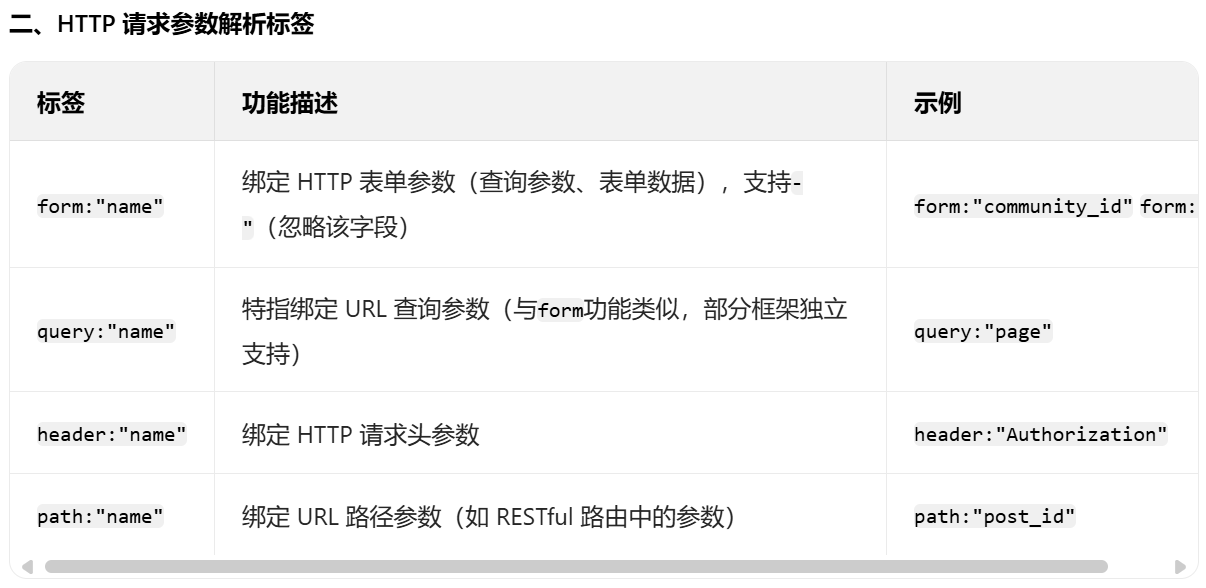 二、HTTP 请求参数解析标签
标签 功能描述 示例
绑定 HTTP 表单参数（查询参数、表单数据），支持-
form:"name" form:"community_id" form:
"（忽略该字段）
特指绑定 URL 查询参数（与form功能类似，部分框架独立
query:"name" query:"page"
支持）
header:"name" 绑定 HTTP 请求头参数 header:"Authorization"
path:"name" 绑定 URL 路径参数（如 RESTful 路由中的参数） path:"post_id"